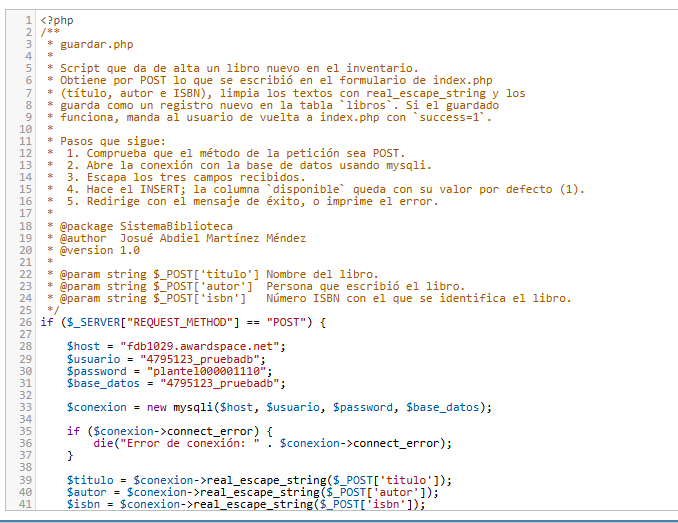 1 <?php
2 /**
3 * guardar.php
4 *
5 * Script que da de alta un libro nuevo en el inventario.
6 * Obtiene por POST lo que se escribió en el formulario de index.php
7 * (título, autor e ISBN), limpia los textos con real_escape_string y los
8 * guarda como un registro nuevo en la tabla `libros`. Si el guardado
9 * funciona, manda al usuario de vuelta a index.php con `success=1`.
10 *
11 * Pasos que sigue:
12 * 1. Comprueba que el método de la petición sea POST.
13 * 2. Abre la conexión con la base de datos usando mysqli.
14 * 3. Escapa los tres campos recibidos.
15 * 4. Hace el INSERT; la columna `disponible` queda con su valor por defecto (1).
16 * 5. Redirige con el mensaje de éxito, o imprime el error.
17 *
18 * @package SistemaBiblioteca
19 * @author Josué Abdiel Martínez Méndez
20 * @version 1.0
21 *
22 * @param string $_POST['titulo'] Nombre del libro.
23 * @param string $_POST['autor'] Persona que escribió el libro.
24 * @param string $_POST['isbn'] Número ISBN con el que se identifica el libro.
25 */
26 if ($_SERVER["REQUEST_METHOD"] == "POST") {
27
28 $host = "fdb1029.awardspace.net";
29 $usuario = "4795123_pruebadb";
30 $password = "plantel000001110";
31 $base_datos = "4795123_pruebadb";
32
33 $conexion = new mysqli($host, $usuario, $password, $base_datos);
34
35 if ($conexion->connect_error) {
36 die("Error de conexión: " . $conexion->connect_error);
37 }
38
39 $titulo = $conexion->real_escape_string($_POST['titulo']);
40 $autor = $conexion->real_escape_string($_POST['autor']);
41 $isbn = $conexion->real_escape_string($_POST['isbn']);